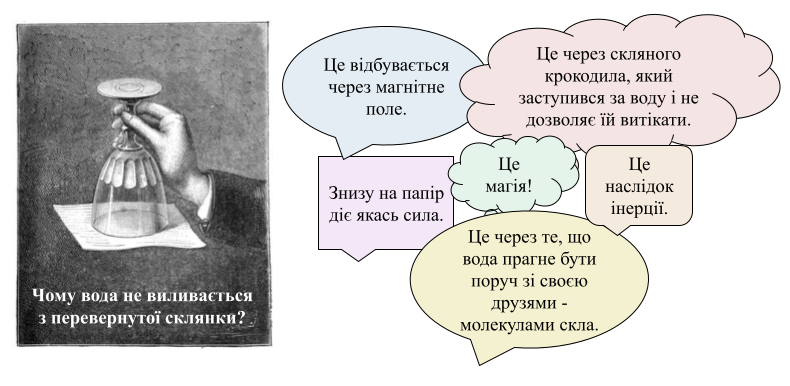 Чому вода не виливається
з перевернутої склянки?
Це відбувається
через магнітне
поле.
Це через скляного
крокодила, який
заступився за воду і не
дозволяє їй витікати.
Знизу на папір
діє якась сила.
Це
магія!
Це
наслідок
інерції.
Це через те, що
вода прагне бути
поруч зі своєю
друзями -
молекулами скла.